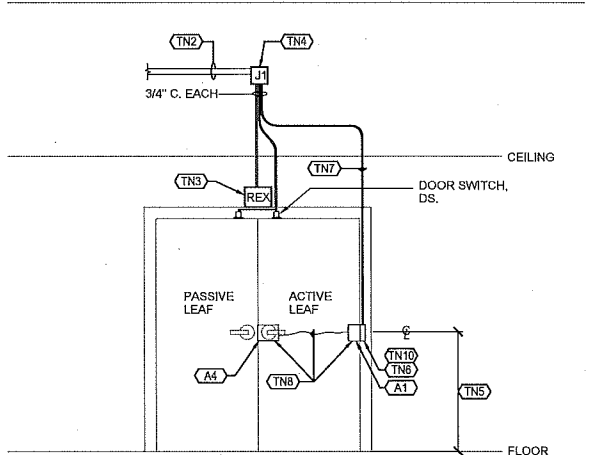 TN2
TN4
J1
3/4" C. EACH
CEILING
TN7
TN3
REX
DOOR SWITCH,
DS.
PASSIVE
LEAF
ACTIVE
LEAF
℄
TN10
TN6
A1
TN5
A4
TN8
FLOOR